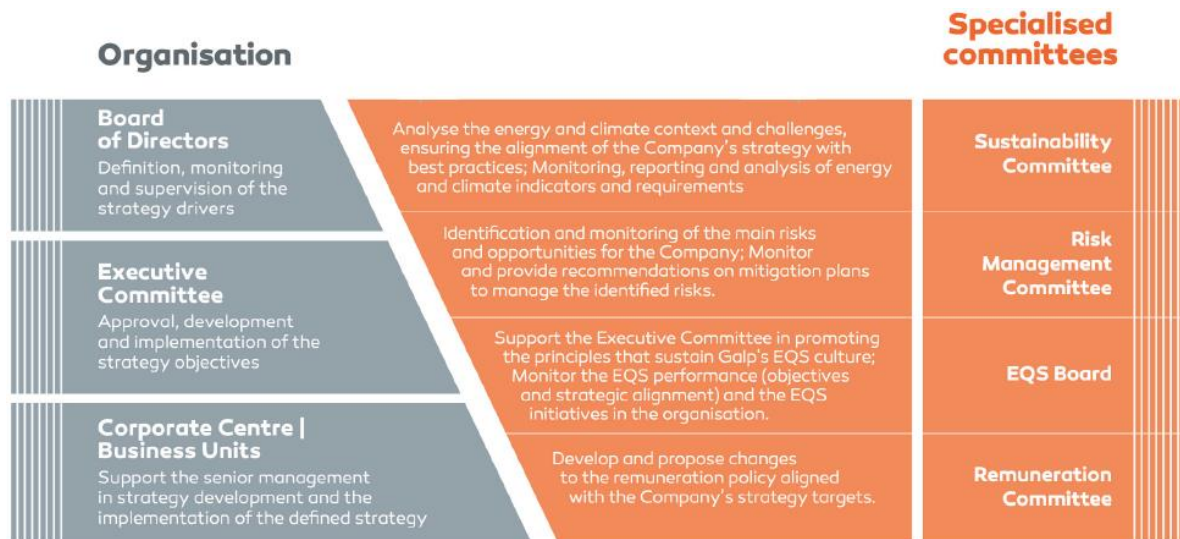 Organisation
Specialised
committees
Board
of Directors
Definition, monitoring
and supervision of the
strategy drivers
Executive
Committee
Approval, development
and implementation of the
strategy objectives
Corporate Centre |
Business Units
Support the senior management
in strategy development and the
implementation of the defined strategy
Analyse the energy and climate context and challenges,
ensuring the alignment of the Company's strategy with
best practices; Monitoring, reporting and analysis of energy
and climate indicators and requirements
Sustainability
Committee
Identification and monitoring of the main risks
and opportunities for the Company; Monitor
and provide recommendations on mitigation plans
to manage the identified risks.
Risk
Management
Committee
Support the Executive Committee in promoting
the principles that sustain Galp's EQS culture;
Monitor the EQS performance (objectives
and strategic alignment) and the EQS
initiatives in the organisation.
EQS Board
Develop and propose changes
to the remuneration policy aligned
with the Company's strategy targets.
Remuneration
Committee